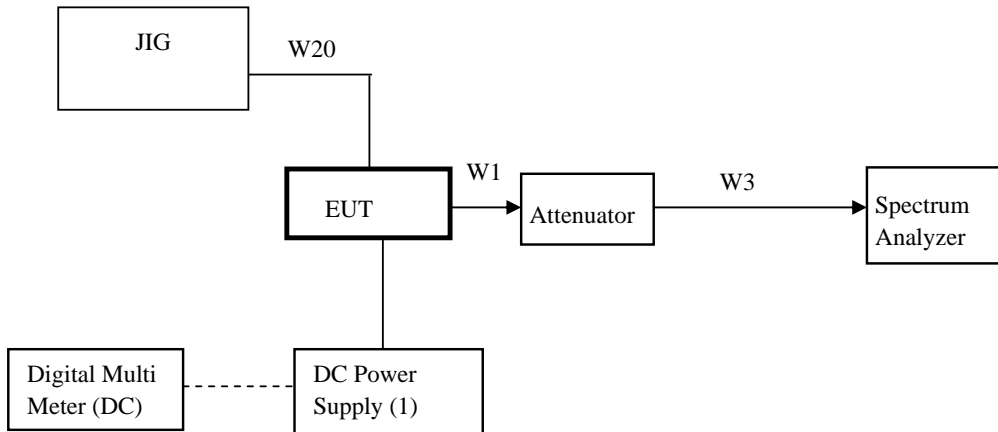 JIG
W20
W1
W3
EUT
Attenuator
Spectrum
Analyzer
Digital Multi
Meter (DC)
DC Power
Supply (1)